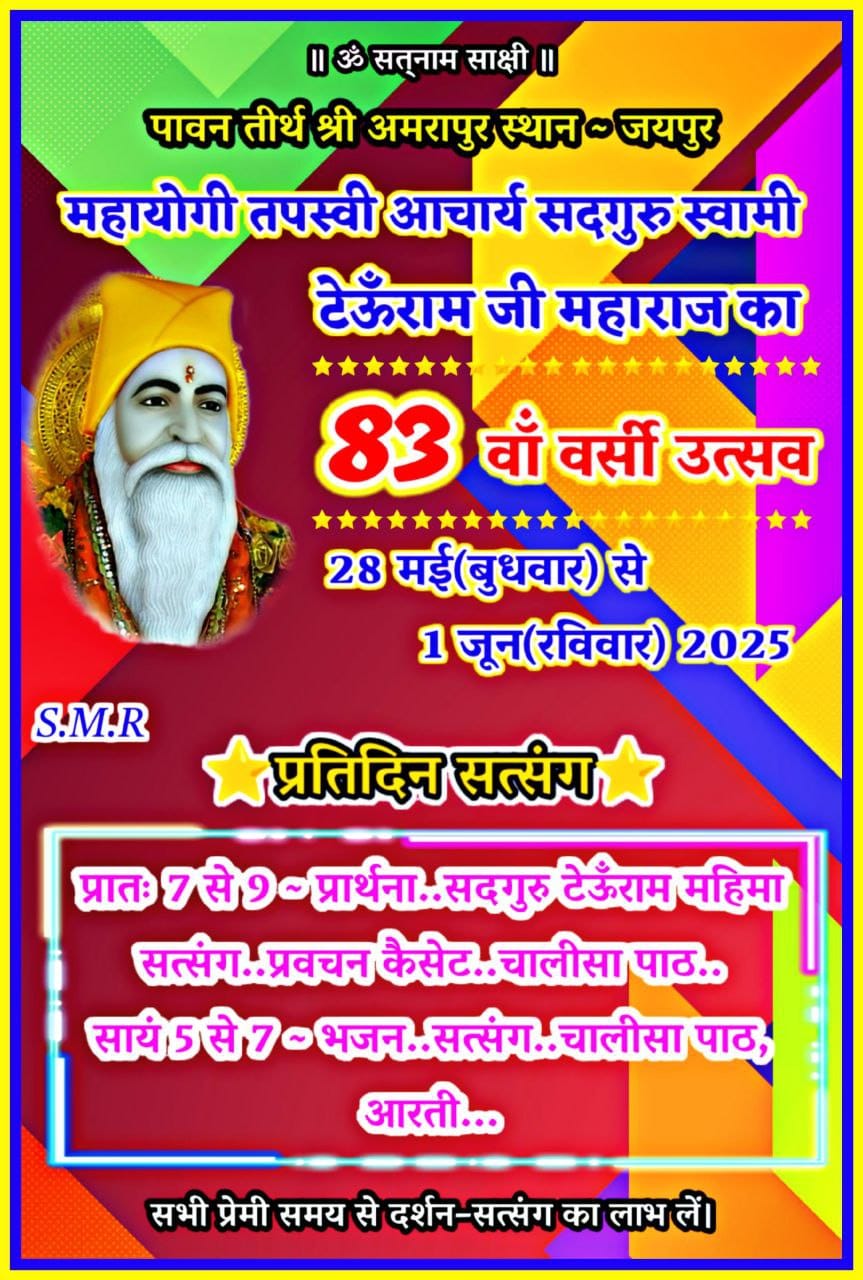 ॥ ॐ सत्‌नाम साक्षी ॥
पावन तीर्थ श्री अमरापुर स्थान ~ जयपुर
महायोगी तपस्वी आचार्य सदगुरु स्वामी
टेऊँराम जी महाराज का
83 वाँ वर्सी उत्सव
28 मई(बुधवार) से
1 जून(रविवार) 2025
S.M.R
प्रतिदिन सत्संग
प्रातः 7 से 9 ~ प्रार्थना..सदगुरु टेऊँराम महिमा
सत्संग..प्रवचन कैसेट..चालीसा पाठ..
सायं 5 से 7 ~ भजन..सत्संग..चालीसा पाठ,
आरती...
सभी प्रेमी समय से दर्शन-सत्संग का लाभ लें।